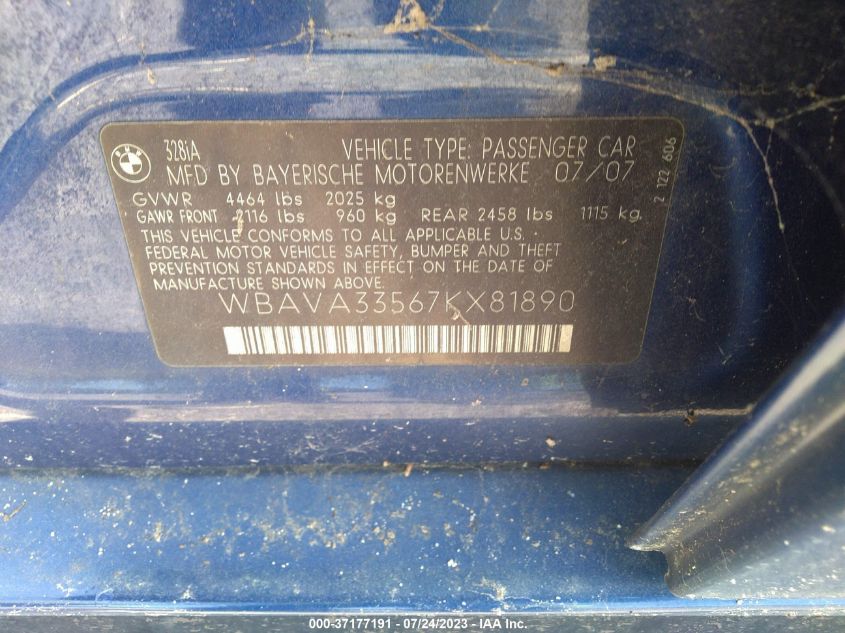 BMW
328iA VEHICLE TYPE: PASSENGER CAR
MFD BY BAYERISCHE MOTORENWERKE 07/07
GVWR 4464 lbs 2025 kg
GAWR FRONT 2116 lbs 960 kg REAR 2458 lbs 1115 kg
THIS VEHICLE CONFORMS TO ALL APPLICABLE U.S.
FEDERAL MOTOR VEHICLE SAFETY, BUMPER AND THEFT
PREVENTION STANDARDS IN EFFECT ON THE DATE OF
MANUFACTURE SHOWN ABOVE.
WBAVA33567KX81890
2 122 606
000-37177191 - 07/24/2023 - IAA Inc.